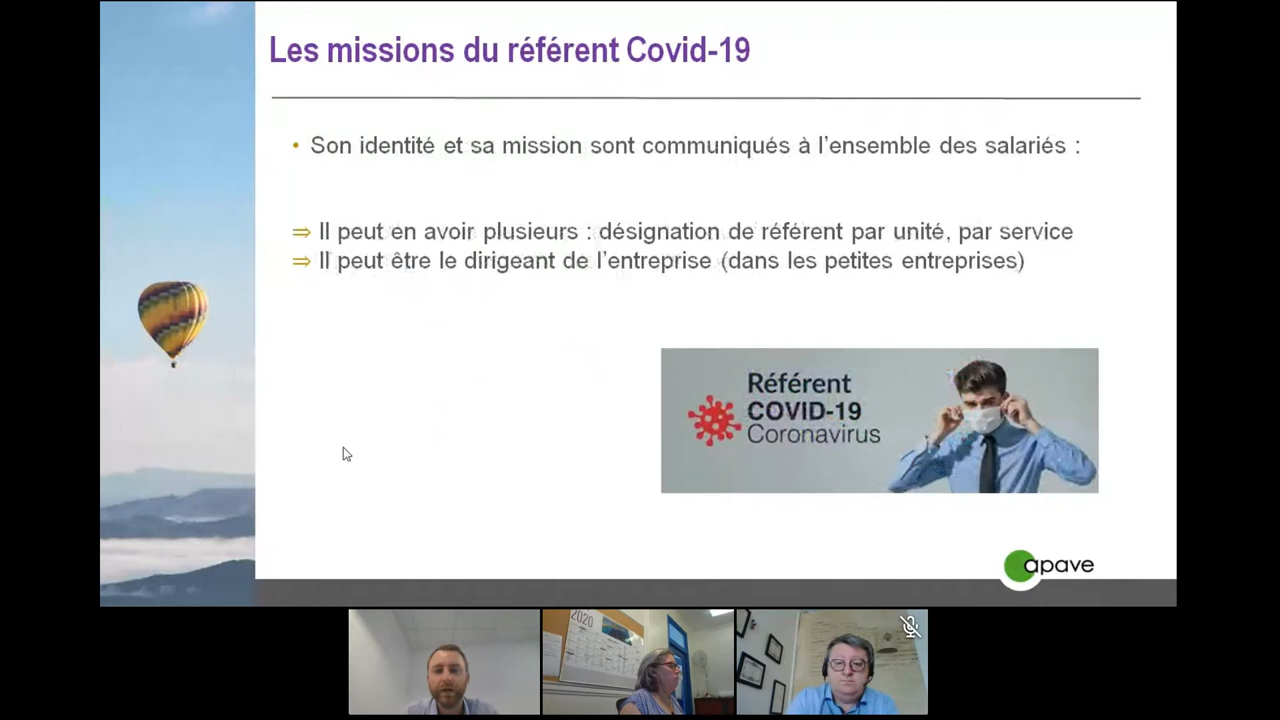 Les missions du référent Covid-19
• Son identité et sa mission sont communiqués à l'ensemble des salariés :
⇒ Il peut en avoir plusieurs : désignation de référent par unité, par service
⇒ Il peut être le dirigeant de l'entreprise (dans les petites entreprises)
Référent
COVID-19
Coronavirus
apave
2020